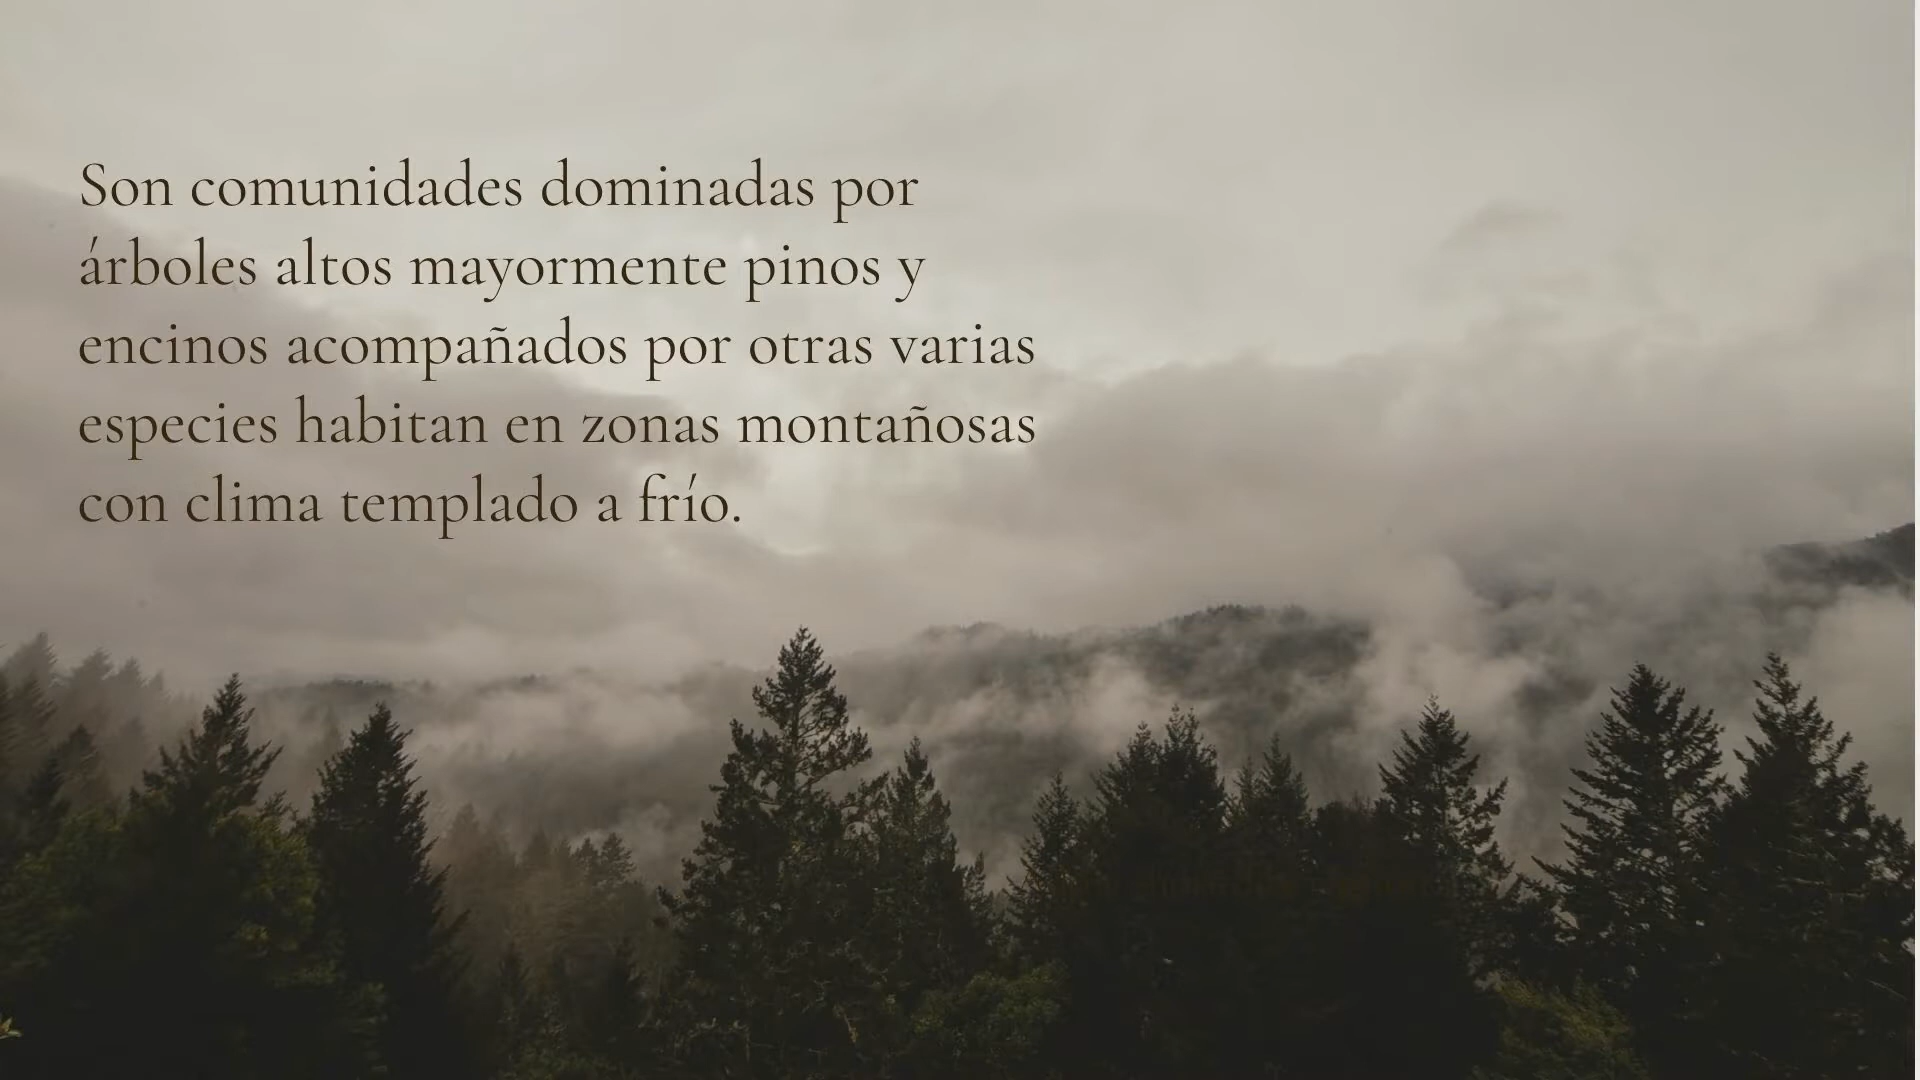 Son comunidades dominadas por
árboles altos mayormente pinos y
encinos acompañados por otras varias
especies habitan en zonas montañosas
con clima templado a frío.